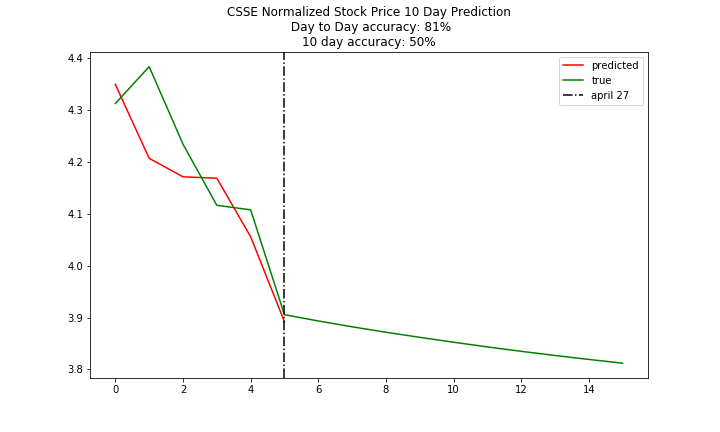 CSSE Normalized Stock Price 10 Day Prediction
Day to Day accuracy: 81%
10 day accuracy: 50%
predicted
true
april 27
4.4
4.3
4.2
4.1
4.0
3.9
3.8
0 2 4 6 8 10 12 14